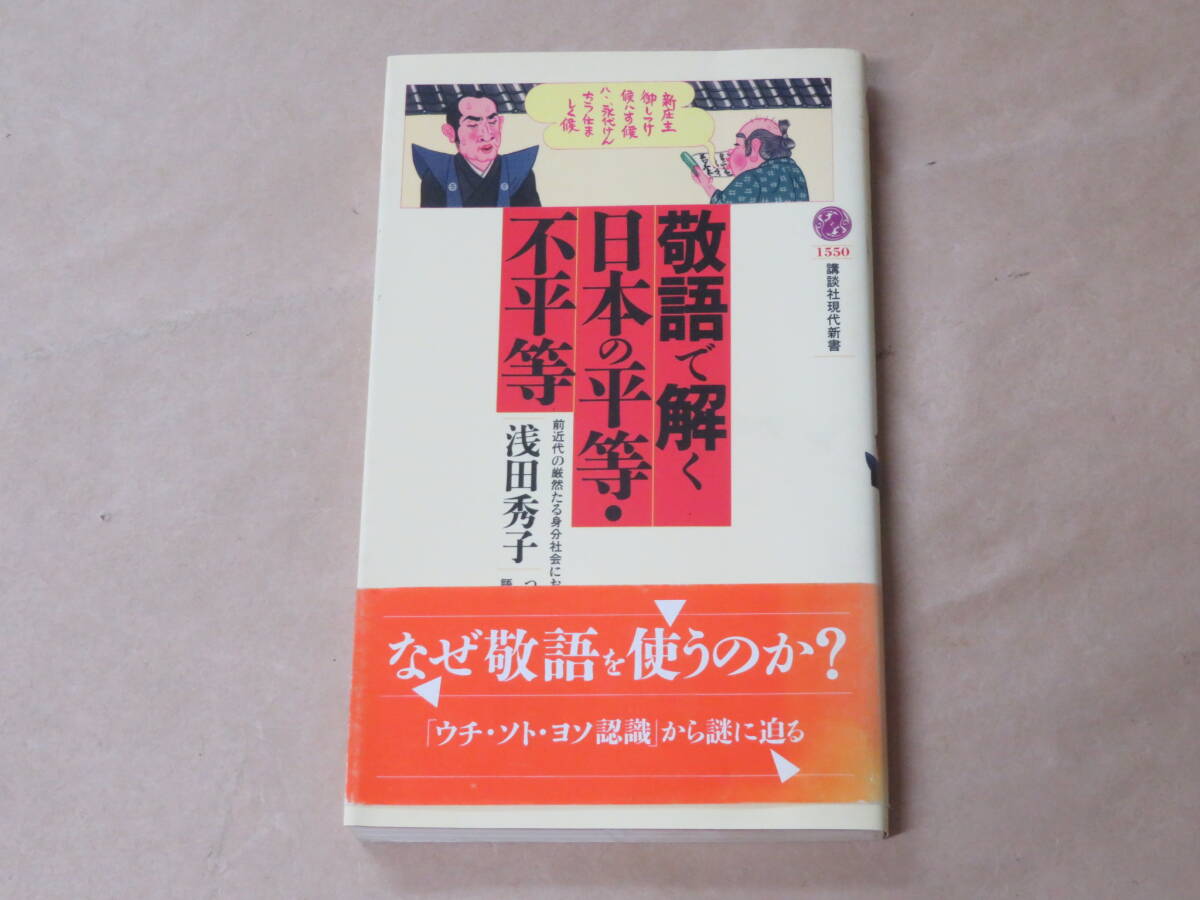 新庄主
御しつけ
候ハす候
ハヽ永代けん
ちう仕ま
しく候
敬語で解く
日本の平等・
不平等
浅田秀子
1550
講談社現代新書
前近代の厳然たる身分社会にお
なぜ敬語を使うのか?
「ウチ・ソト・ヨソ認識」から謎に迫る